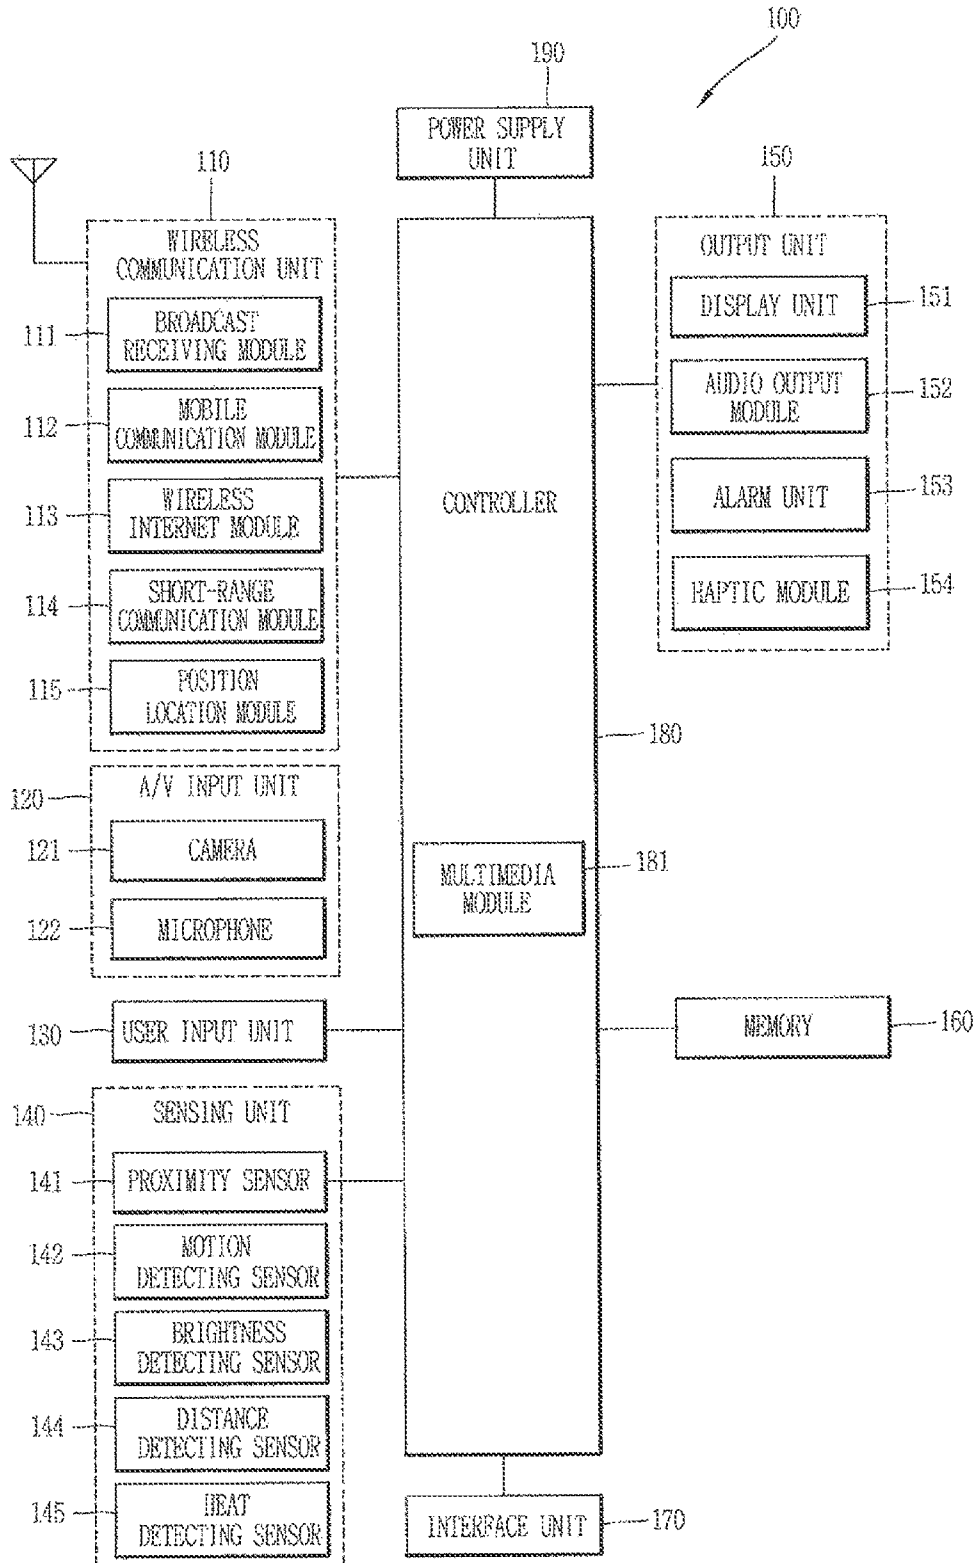 100
190
POWER SUPPLY
UNIT
110
150
WIRELESS
COMMUNICATION UNIT
OUTPUT UNIT
111
BROADCAST
RECEIVING MODULE
DISPLAY UNIT
151
112
MOBILE
COMMUNICATION MODULE
AUDIO OUTPUT
MODULE
152
113
WIRELESS
INTERNET MODULE
CONTROLLER
ALARM UNIT
153
114
SHORT-RANGE
COMMUNICATION MODULE
HAPTIC MODULE
154
115
POSITION
LOCATION MODULE
180
120
A/V INPUT UNIT
121
CAMERA
MULTIMEDIA
MODULE
181
122
MICROPHONE
130
USER INPUT UNIT
MEMORY
160
140
SENSING UNIT
141
PROXIMITY SENSOR
142
MOTION
DETECTING SENSOR
143
BRIGHTNESS
DETECTING SENSOR
144
DISTANCE
DETECTING SENSOR
145
HEAT
DETECTING SENSOR
INTERFACE UNIT
170